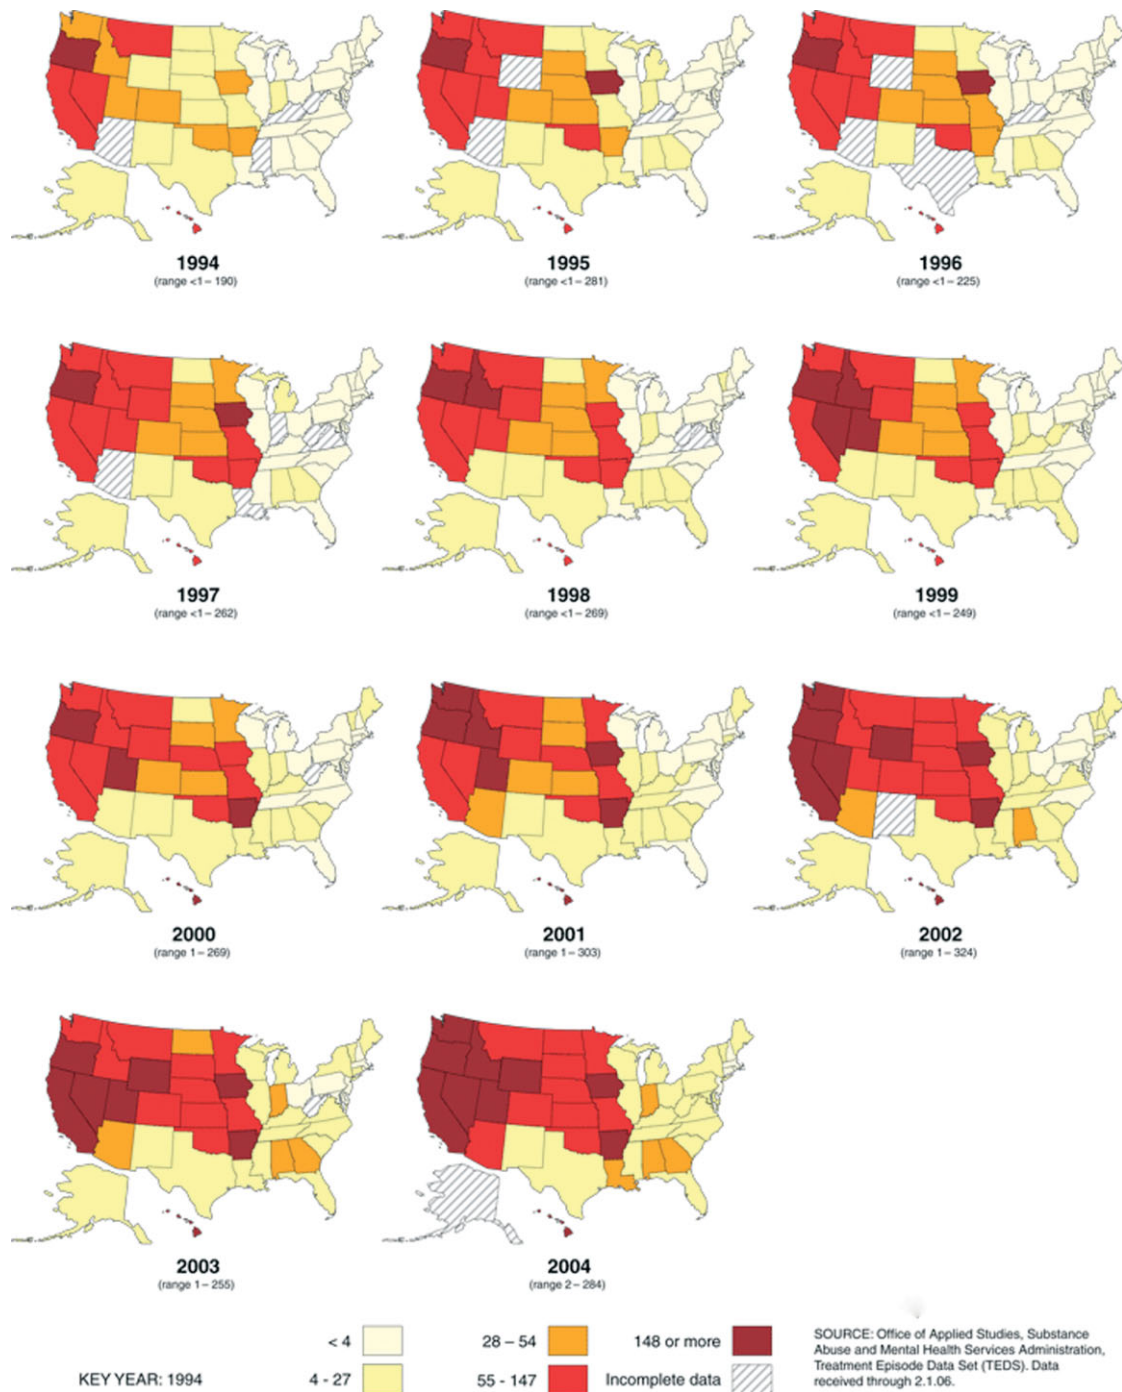 1994
(range <1 – 190)
1995
(range <1 – 281)
1996
(range <1 – 225)
1997
(range <1 – 262)
1998
(range <1 – 269)
1999
(range <1 – 249)
2000
(range 1 – 269)
2001
(range 1 – 303)
2002
(range 1 – 324)
2003
(range 1 – 255)
2004
(range 2 – 284)
KEY YEAR: 1994
< 4
4 - 27
28 – 54
55 - 147
148 or more
Incomplete data
SOURCE: Office of Applied Studies, Substance
Abuse and Mental Health Services Administration,
Treatment Episode Data Set (TEDS). Data
received through 2.1.06.